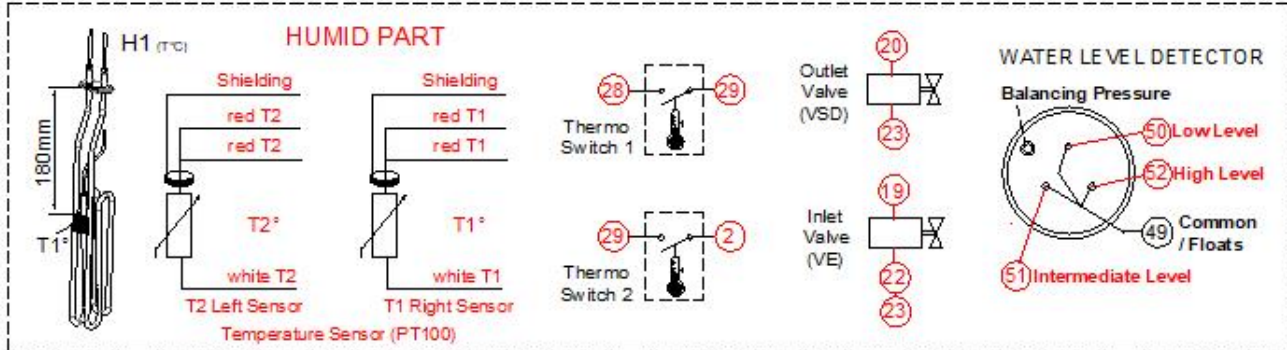 HUMID PART
H1 (T°C)
180mm
T1°
Shielding
red T2
red T2
T2°
white T2
T2 Left Sensor
Shielding
red T1
red T1
T1°
white T1
T1 Right Sensor
Temperature Sensor (PT100)
28
29
Thermo
Switch 1
29
2
Thermo
Switch 2
20
Outlet
Valve
(VSD)
23
19
Inlet
Valve
(VE)
22
23
WATER LEVEL DETECTOR
Balancing Pressure
50 Low Level
52 High Level
49 Common
/ Floats
51 Intermediate Level